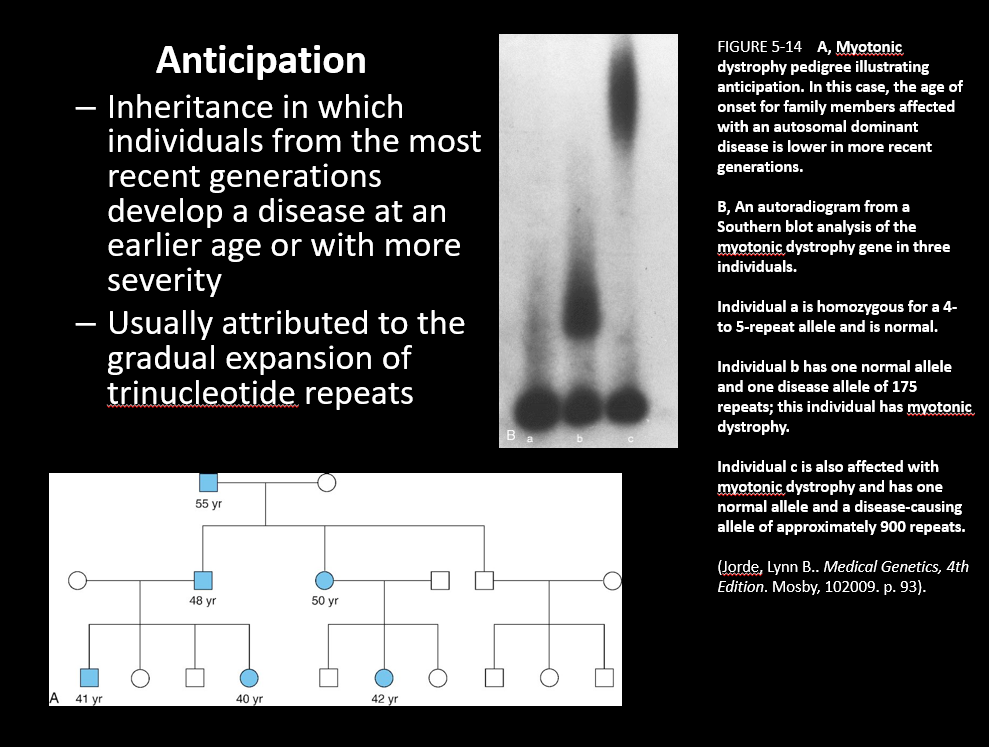 Anticipation
– Inheritance in which
individuals from the most
recent generations
develop a disease at an
earlier age or with more
severity
– Usually attributed to the
gradual expansion of
trinucleotide repeats
B a b c
FIGURE 5-14 A, Myotonic
dystrophy pedigree illustrating
anticipation. In this case, the age of
onset for family members affected
with an autosomal dominant
disease is lower in more recent
generations.
B, An autoradiogram from a
Southern blot analysis of the
myotonic dystrophy gene in three
individuals.
Individual a is homozygous for a 4-
to 5-repeat allele and is normal.
Individual b has one normal allele
and one disease allele of 175
repeats; this individual has myotonic
dystrophy.
Individual c is also affected with
myotonic dystrophy and has one
normal allele and a disease-causing
allele of approximately 900 repeats.
(Jorde, Lynn B.. Medical Genetics, 4th
Edition. Mosby, 102009. p. 93).
55 yr
48 yr 50 yr
A 41 yr 40 yr 42 yr